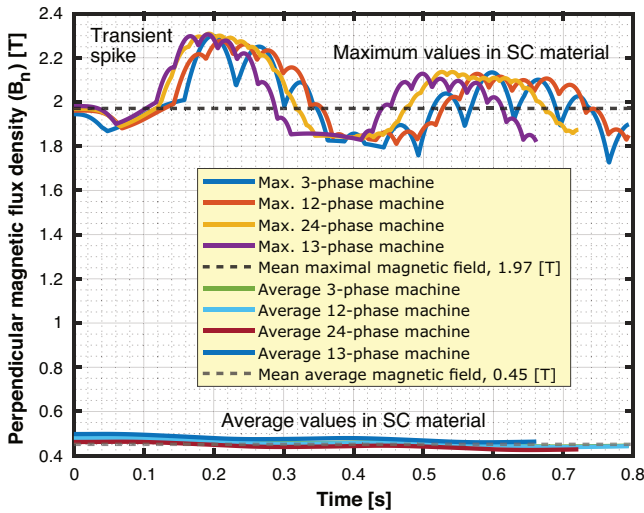 Perpendicular magnetic flux density (Bn) [T]
2.4
2.2
2
1.8
1.6
1.4
1.2
1
0.8
0.6
0.4
Transient
spike
Maximum values in SC material
Max. 3-phase machine
Max. 12-phase machine
Max. 24-phase machine
Max. 13-phase machine
Mean maximal magnetic field, 1.97 [T]
Average 3-phase machine
Average 12-phase machine
Average 24-phase machine
Average 13-phase machine
Mean average magnetic field, 0.45 [T]
Average values in SC material
0 0.1 0.2 0.3 0.4 0.5 0.6 0.7 0.8
Time [s]